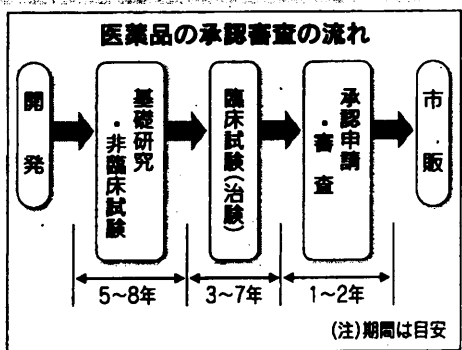 医薬品の承認審査の流れ
開発
基礎研究
・非臨床試験
臨床試験(治験)
承認申請
・審査
市販
5~8年
3~7年
1~2年
(注)期間は目安